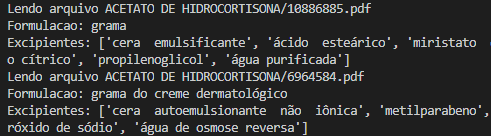 Lendo arquivo ACETATO DE HIDROCORTISONA/10886885.pdf
Formulacao: grama
Excipientes: ['cera emulsificante', 'ácido esteárico', 'miristato
o cítrico', 'propilenoglicol', 'água purificada']
Lendo arquivo ACETATO DE HIDROCORTISONA/6964584.pdf
Formulacao: grama do creme dermatológico
Excipientes: ['cera autoemulsionante não iônica', 'metilparabeno',
róxido de sódio', 'água de osmose reversa']